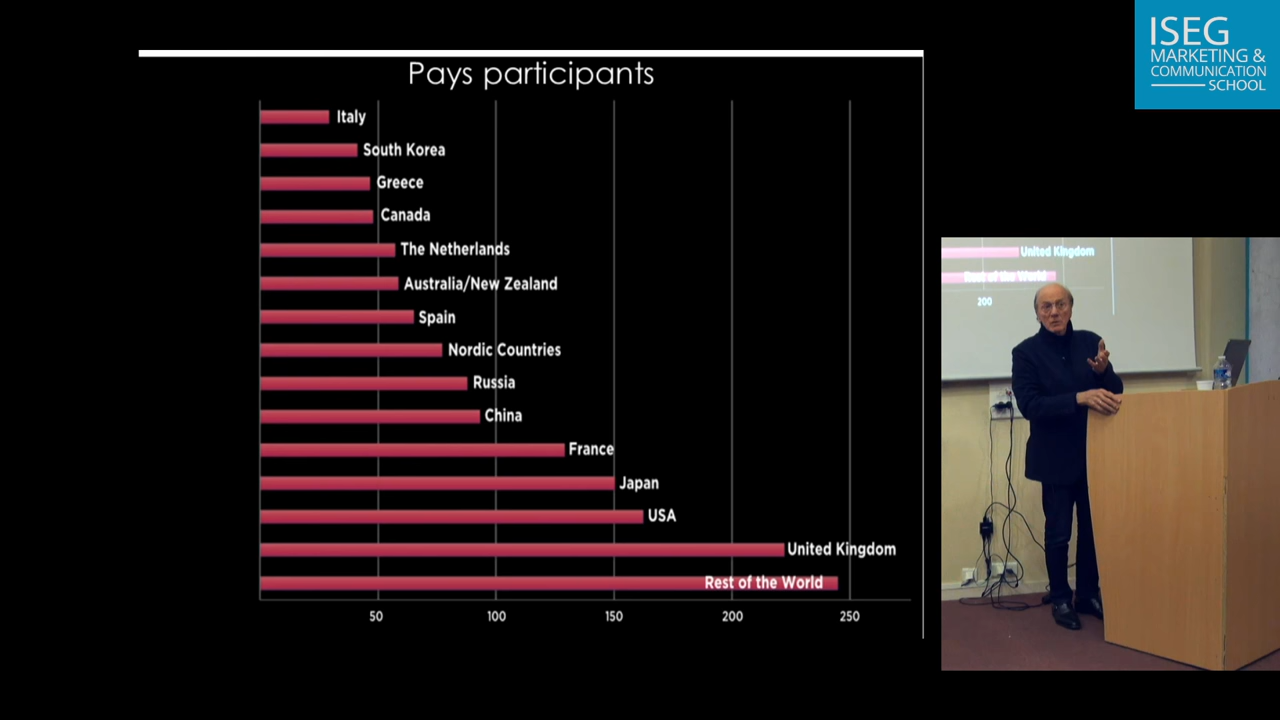 ISEG
MARKETING &
COMMUNICATION
SCHOOL
Pays participants
Italy
South Korea
Greece
Canada
The Netherlands
Australia/New Zealand
Spain
Nordic Countries
Russia
China
France
Japan
USA
United Kingdom
Rest of the World
50 100 150 200 250
United Kingdom
Rest of the World
200